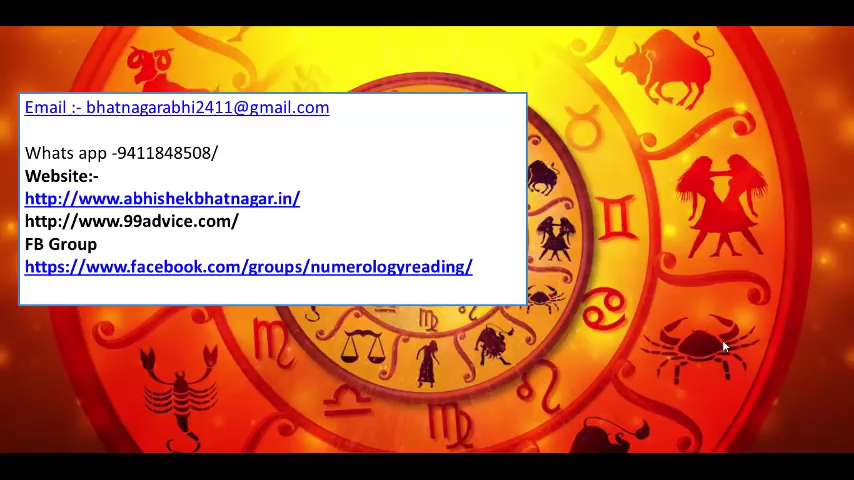 Email :- bhatnagarabhi2411@gmail.com
Whats app -9411848508/
Website:-
http://www.abhishekbhatnagar.in/
http://www.99advice.com/
FB Group
https://www.facebook.com/groups/numerologyreading/